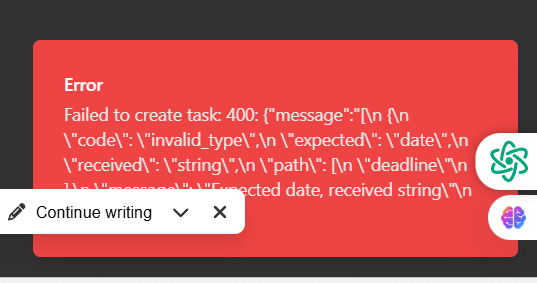 Error
Failed to create task: 400: {"message":"[\n {\n
\"code\": \"invalid_type\",\n \"expected\": \"date\",\n
\"received\": \"string\",\n \"path\": [\n \"deadline\"\n
],\n \"message\": \"Expected date, received string\"\n
Continue writing